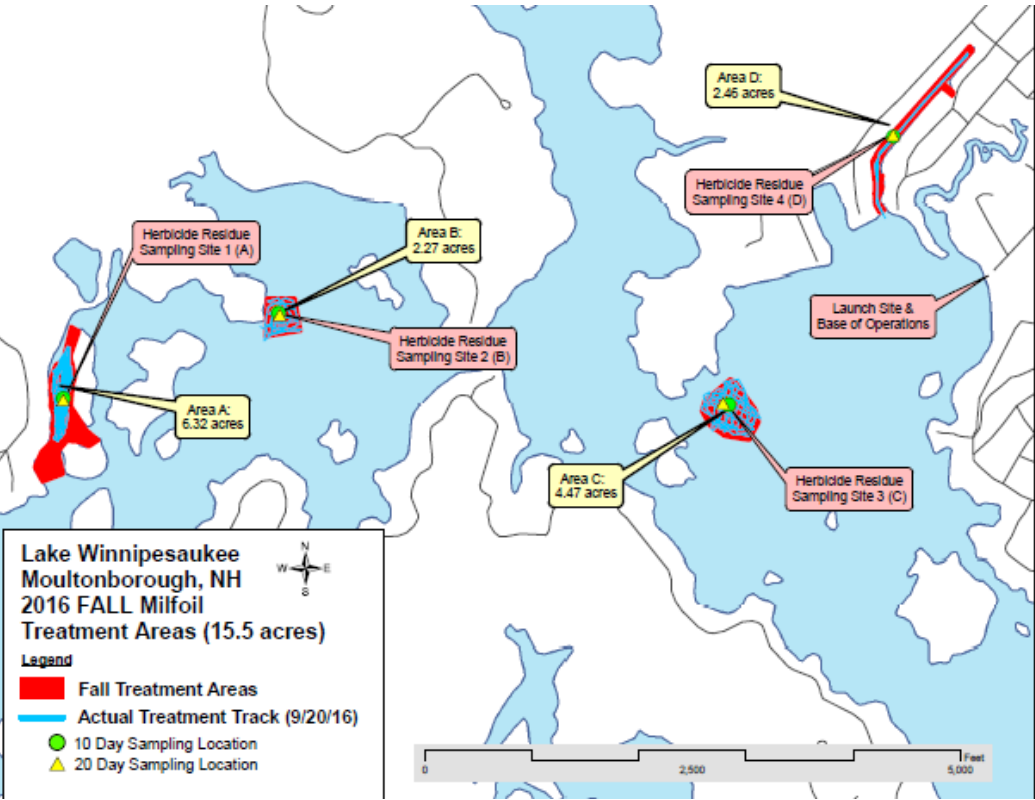 Area D:
2.46 acres
Herbicide Residue
Sampling Site 4 (D)
Herbicide Residue
Sampling Site 1 (A)
Area B:
2.27 acres
Launch Site &
Base of Operations
Herbicide Residue
Sampling Site 2 (B)
Area A:
6.32 acres
Area C:
4.47 acres
Herbicide Residue
Sampling Site 3 (C)
Lake Winnipesaukee
Moultonborough, NH
2016 FALL Milfoil
Treatment Areas (15.5 acres)
N
W E
S
Legend
Fall Treatment Areas
Actual Treatment Track (9/20/16)
10 Day Sampling Location
20 Day Sampling Location
Feet
0 2,500 5,000